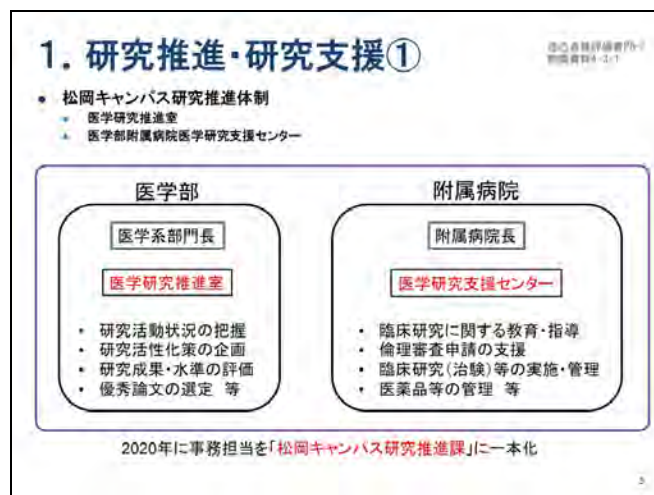 1. 研究推進・研究支援①
• 松岡キャンパス研究推進体制
医学研究推進室
医学部附属病院医学研究支援センター
医学部
医学系部門長
医学研究推進室
• 研究活動状況の把握
• 研究活性化策の企画
• 研究成果・水準の評価
• 優秀論文の選定 等
附属病院
附属病院長
医学研究支援センター
• 臨床研究に関する教育・指導
• 倫理審査申請の支援
• 臨床研究(治験)等の実施・管理
• 医薬品等の管理 等
2020年に事務担当を「松岡キャンパス研究推進課」に一本化